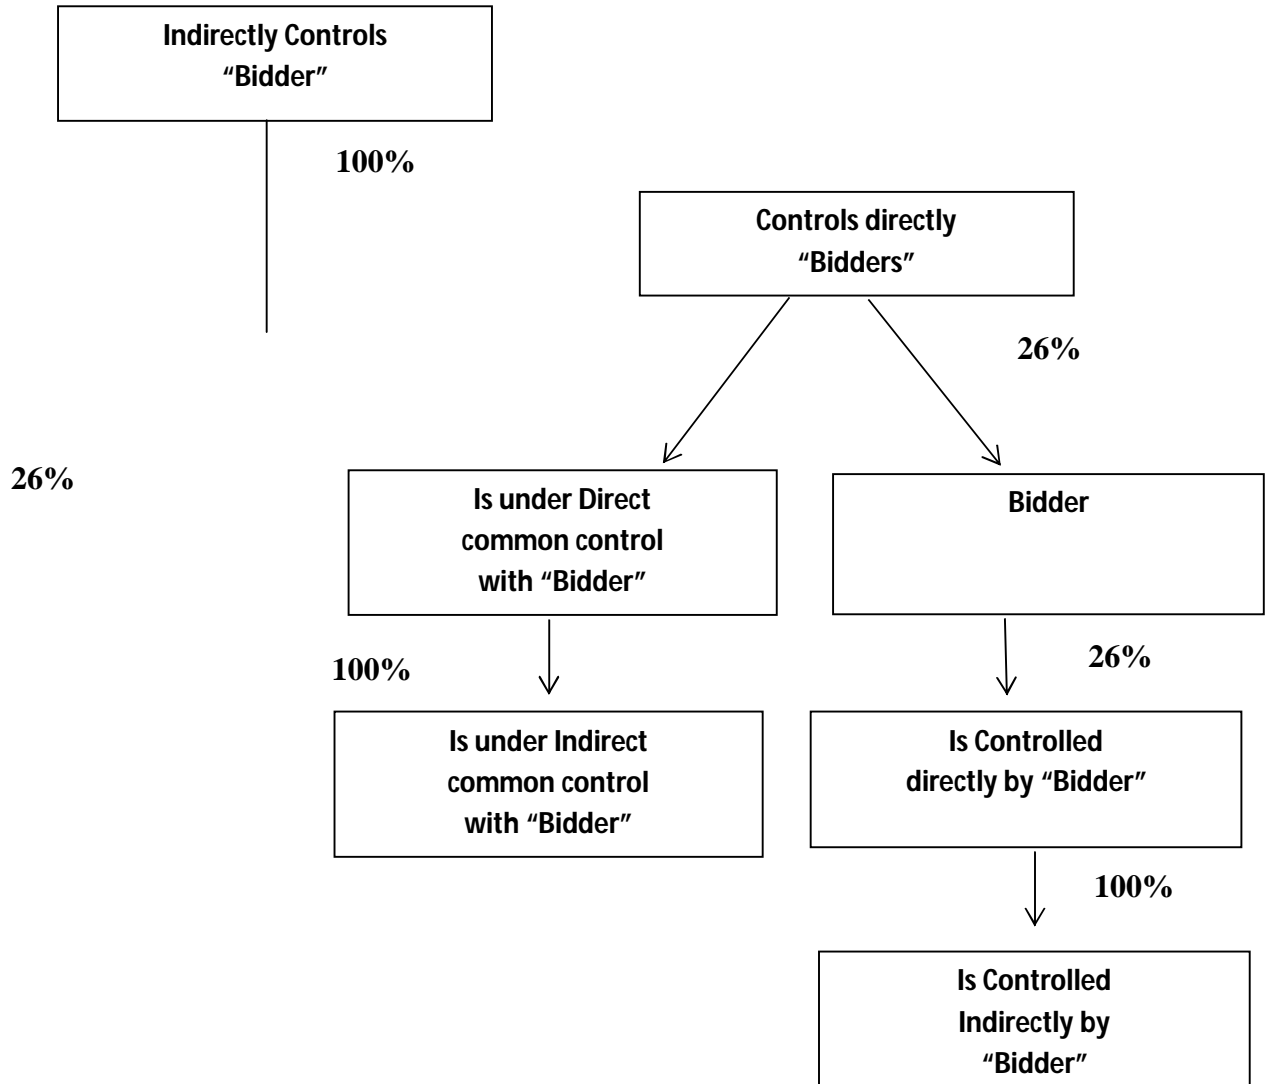 Indirectly Controls
“Bidder”
100%
Controls directly
“Bidders”
26%
26%
Is under Direct
common control
with “Bidder”
Bidder
100%
26%
Is under Indirect
common control
with “Bidder”
Is Controlled
directly by “Bidder”
100%
Is Controlled
Indirectly by
“Bidder”